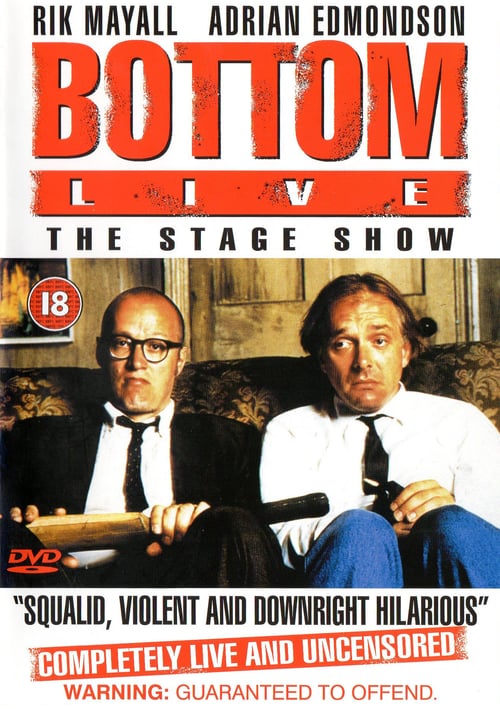 RIK MAYALL ADRIAN EDMONDSON
BOTTOM
LIVE
THE STAGE SHOW
18
DVD
"SQUALID, VIOLENT AND DOWNRIGHT HILARIOUS"
COMPLETELY LIVE AND UNCENSORED
WARNING: GUARANTEED TO OFFEND.